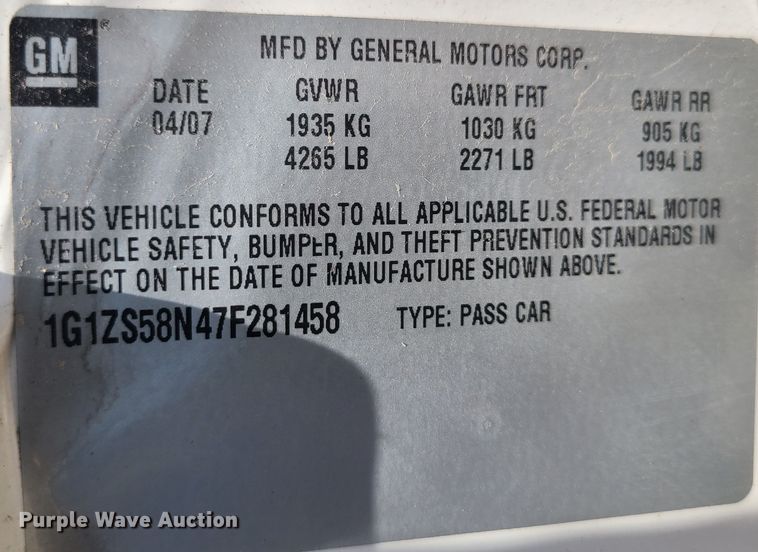 GM®
MFD BY GENERAL MOTORS CORP.
DATE GVWR GAWR FRT GAWR RR
04/07 1935 KG 1030 KG 905 KG
4265 LB 2271 LB 1994 LB
THIS VEHICLE CONFORMS TO ALL APPLICABLE U.S. FEDERAL MOTOR
VEHICLE SAFETY, BUMPER, AND THEFT PREVENTION STANDARDS IN
EFFECT ON THE DATE OF MANUFACTURE SHOWN ABOVE.
1G1ZS58N47F281458 TYPE: PASS CAR
Purple Wave Auction